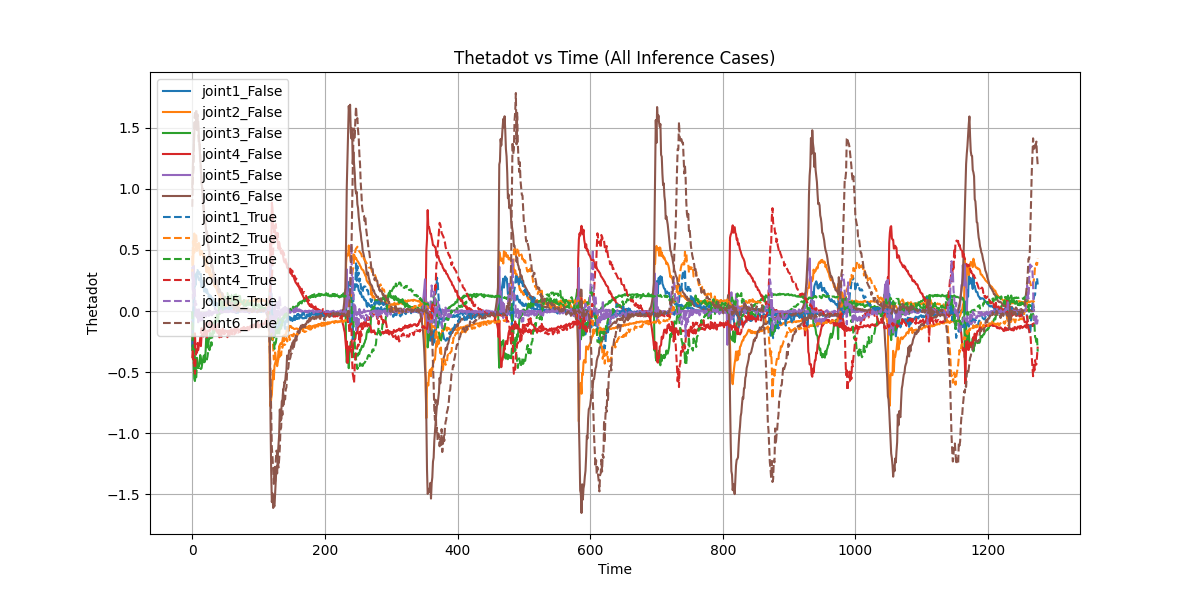 Thetadot vs Time (All Inference Cases)
joint1_False
joint2_False
joint3_False
joint4_False
joint5_False
joint6_False
joint1_True
joint2_True
joint3_True
joint4_True
joint5_True
joint6_True
Thetadot
1.5
1.0
0.5
0.0
−0.5
−1.0
−1.5
0 200 400 600 800 1000 1200
Time